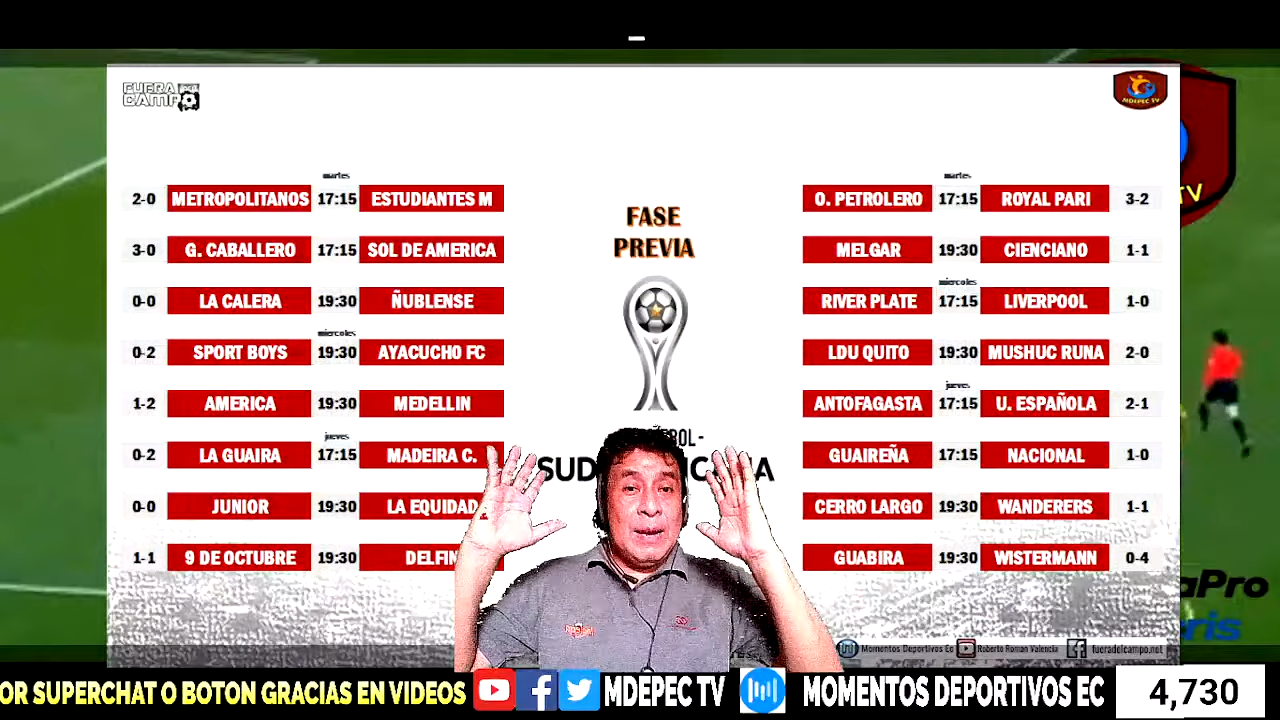 FUERA
CAMPO
MDEPEC TV
TV
martes
2-0 METROPOLITANOS 17:15 ESTUDIANTES M
3-0 G. CABALLERO 17:15 SOL DE AMERICA
0-0 LA CALERA 19:30 ÑUBLENSE
miercoles
0-2 SPORT BOYS 19:30 AYACUCHO FC
1-2 AMERICA 19:30 MEDELLIN
jueves
0-2 LA GUAIRA 17:15 MADEIRA C.
0-0 JUNIOR 19:30 LA EQUIDAD
1-1 9 DE OCTUBRE 19:30 DELFIN
FASE
PREVIA
martes
O. PETROLERO 17:15 ROYAL PARI 3-2
MELGAR 19:30 CIENCIANO 1-1
miercoles
RIVER PLATE 17:15 LIVERPOOL 1-0
LDU QUITO 19:30 MUSHUC RUNA 2-0
jueves
ANTOFAGASTA 17:15 U. ESPAÑOLA 2-1
GUAIREÑA 17:15 NACIONAL 1-0
CERRO LARGO 19:30 WANDERERS 1-1
GUABIRA 19:30 WISTERMANN 0-4
Momentos Deportivos Ec Roberto Roman Valencia fueradelcampo.net
OR SUPERCHAT O BOTON GRACIAS EN VIDEOS MDEPEC TV MOMENTOS DEPORTIVOS EC 4,730